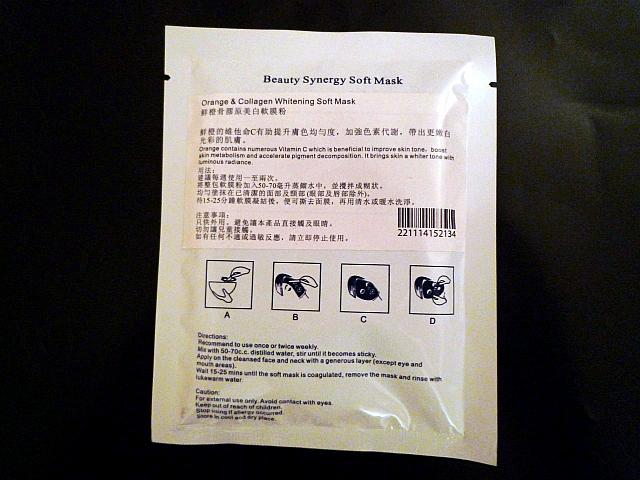 Beauty Synergy Soft Mask
Orange & Collagen Whitening Soft Mask
鮮橙骨膠原美白軟膜粉
鮮橙的維他命C有助提升膚色均勻度，加強色素代謝，帶出更嫩白
光彩的肌膚。
Orange contains numerous Vitamin C which is beneficial to improve skin tone, boost
skin metabolism and accelerate pigment decomposition. It brings skin a whiter tone with
luminous radiance.
用法：
建議每週使用一至兩次。
將整包軟膜粉加入50-70毫升蒸餾水中，並攪拌成糊狀。
均勻塗抹在已清潔的面部及頸部(眼部及唇部除外)。
待15-25分鐘軟膜凝結後，便可撕去面膜，再用清水或暖水洗淨。
注意事項：
只供外用。避免讓本產品直接觸及眼睛。
切勿讓兒童接觸。
如有任何不適或過敏反應，請立即停止使用。
221114152134
A
B
C
D
Directions:
Recommend to use once or twice weekly.
Mix with 50-70c.c. distilled water, stir until it becomes sticky.
Apply on the cleansed face and neck with a generous layer (except eye and
mouth areas).
Wait 15-25 minutes until the soft mask is coagulated, remove the mask and rinse with
lukewarm water.
Caution:
For external use only. Avoid contact with eyes.
Keep out of reach of children.
Stop using if allergy occurred.
Store in cool and dry place.